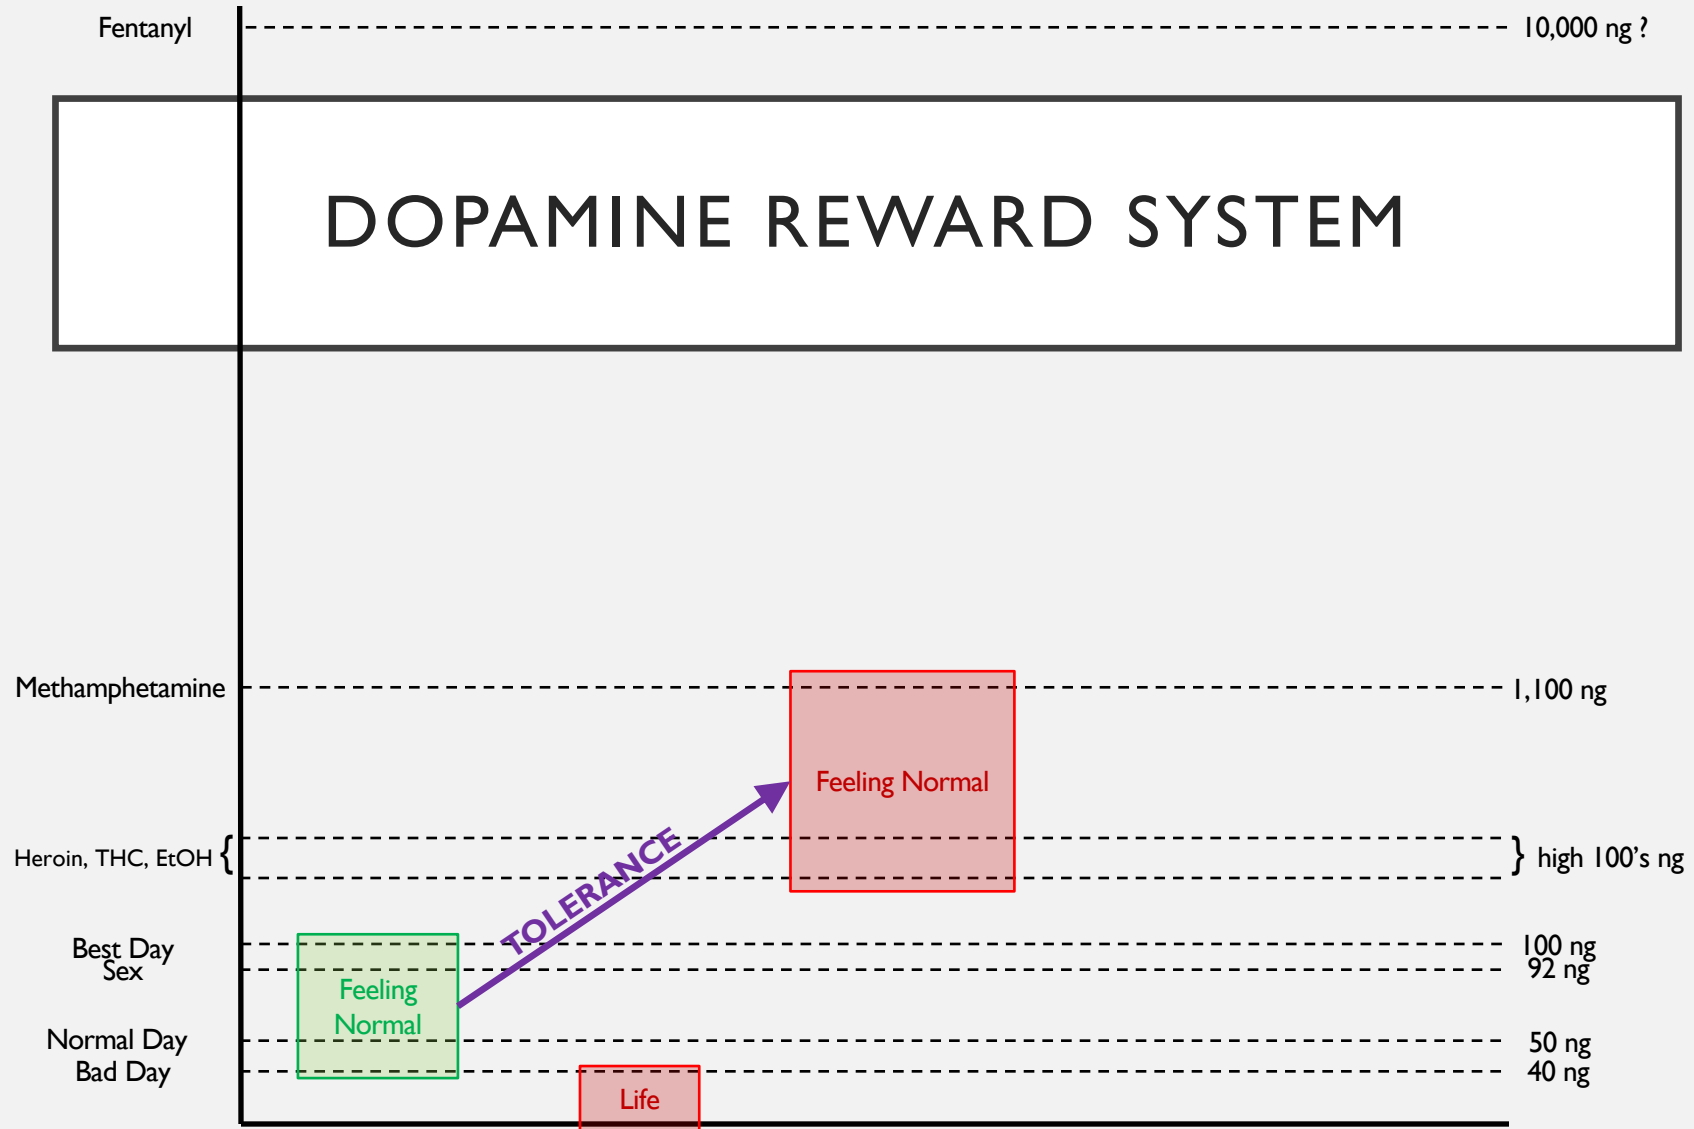 Fentanyl
10,000 ng ?
DOPAMINE REWARD SYSTEM
Methamphetamine
1,100 ng
Feeling Normal
TOLERANCE
Heroin, THC, EtOH {
} high 100's ng
Best Day
100 ng
Sex
92 ng
Feeling
Normal
Normal Day
50 ng
Bad Day
40 ng
Life